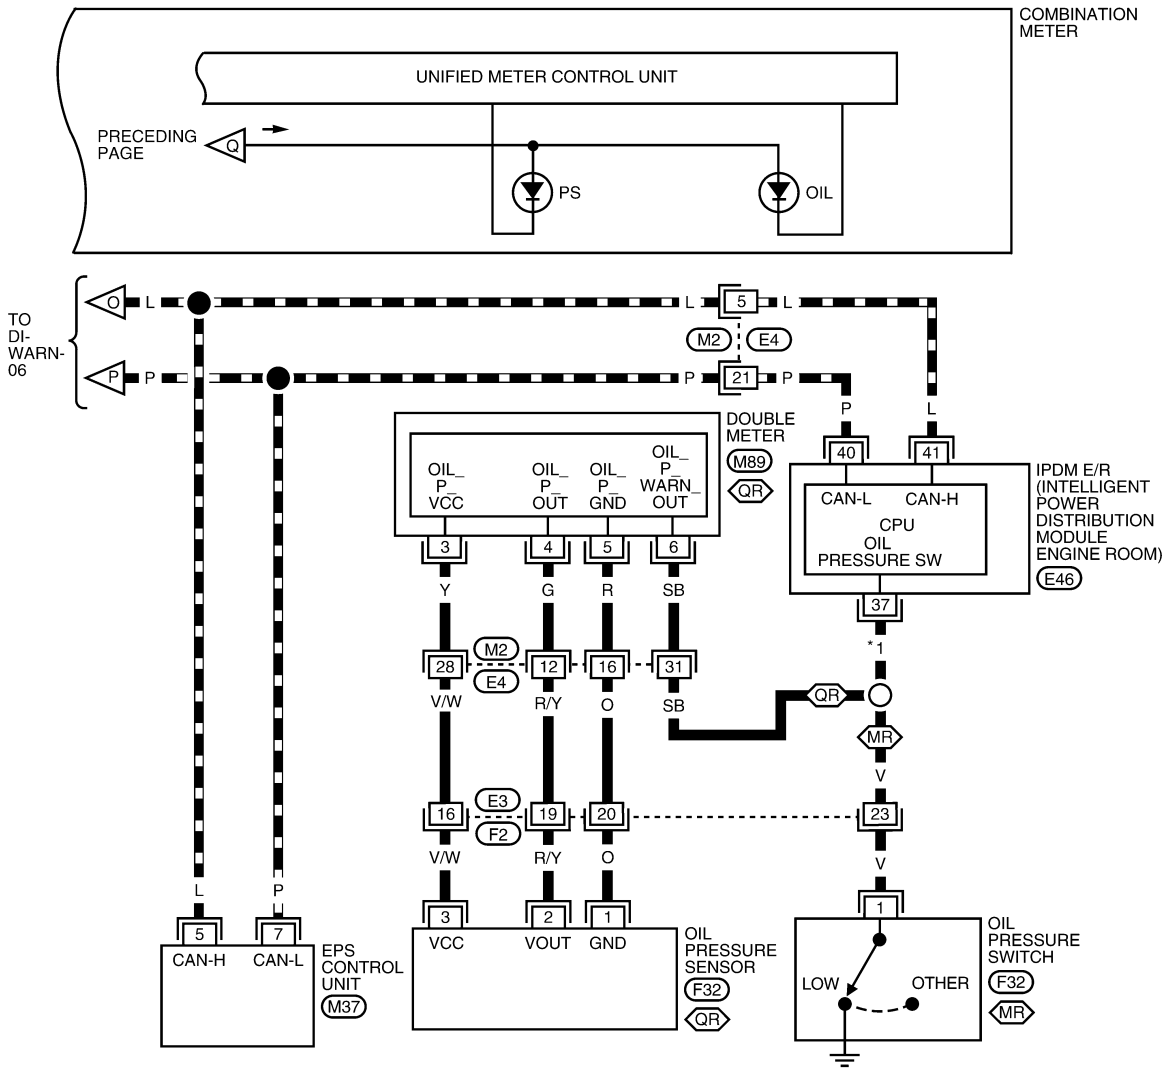 COMBINATION
METER
UNIFIED METER CONTROL UNIT
PRECEDING
PAGE
Q
PS
OIL
TO
DI-
WARN-
06
O
L
L
5
L
M2
E4
P
P
P
21
P
P
L
DOUBLE
METER
M89
QR
OIL_
P_
VCC
OIL_
P_
OUT
OIL_
P_
GND
OIL_
P_
WARN_
OUT
3
4
5
6
40
41
CAN-L
CAN-H
CPU
OIL
PRESSURE SW
IPDM E/R
(INTELLIGENT
POWER
DISTRIBUTION
MODULE
ENGINE ROOM)
E46
37
Y
G
R
SB
*1
28
M2
E4
12
16
31
V/W
R/Y
O
SB
QR
MR
V
16
E3
F2
19
20
23
V/W
R/Y
O
V
L
P
5
7
CAN-H
CAN-L
EPS
CONTROL
UNIT
M37
3
2
1
VCC
VOUT
GND
OIL
PRESSURE
SENSOR
F32
QR
1
LOW
OTHER
OIL
PRESSURE
SWITCH
F32
MR